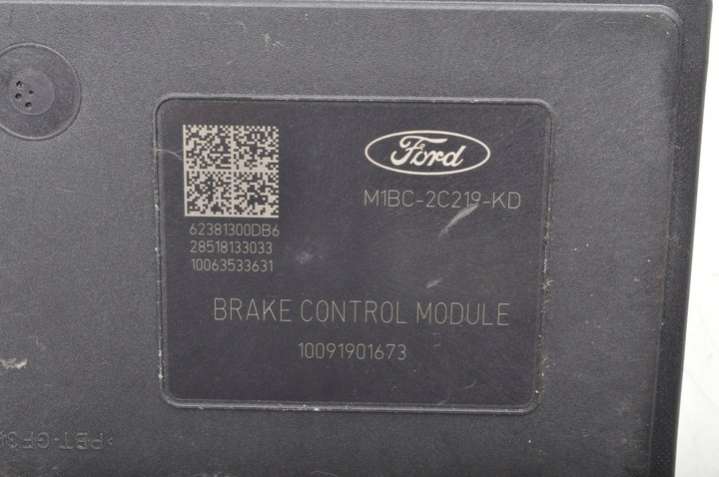 Ford
M1BC-2C219-KD
62381300DB6
28518133033
10063533631
BRAKE CONTROL MODULE
10091901673